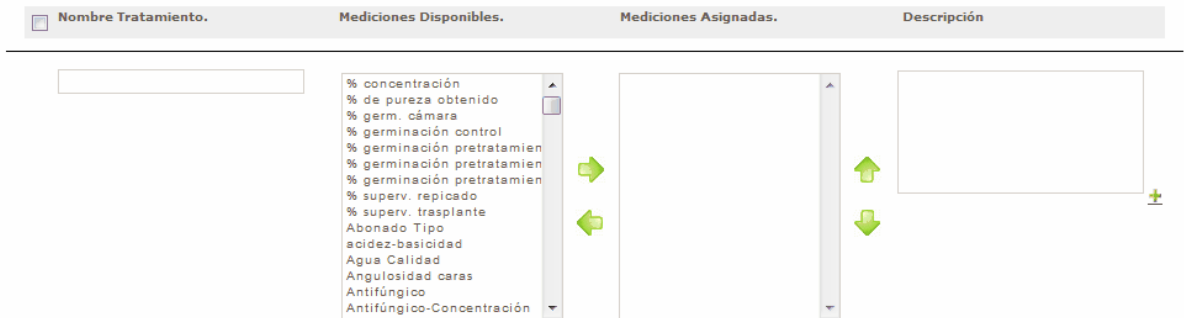 Nombre Tratamiento. Mediciones Disponibles. Mediciones Asignadas. Descripción
% concentración
% de pureza obtenido
% germ. cámara
% germinación control
% germinación pretratamien
% germinación pretratamien
% germinación pretratamien
% superv. repicado
% superv. trasplante
Abonado Tipo
acidez-basicidad
Agua Calidad
Angulosidad caras
Antifúngico
Antifúngico-Concentración